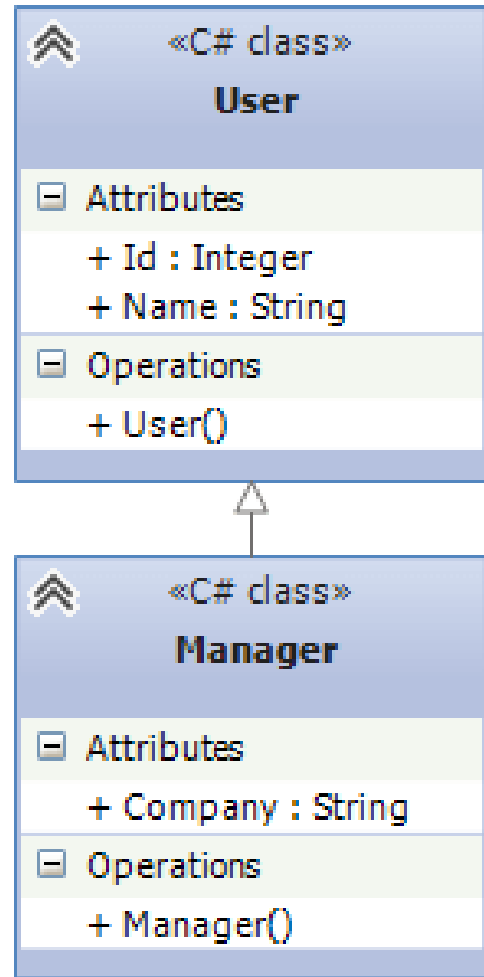 «C# class»
User
Attributes
+ Id : Integer
+ Name : String
Operations
+ User()
«C# class»
Manager
Attributes
+ Company : String
Operations
+ Manager()